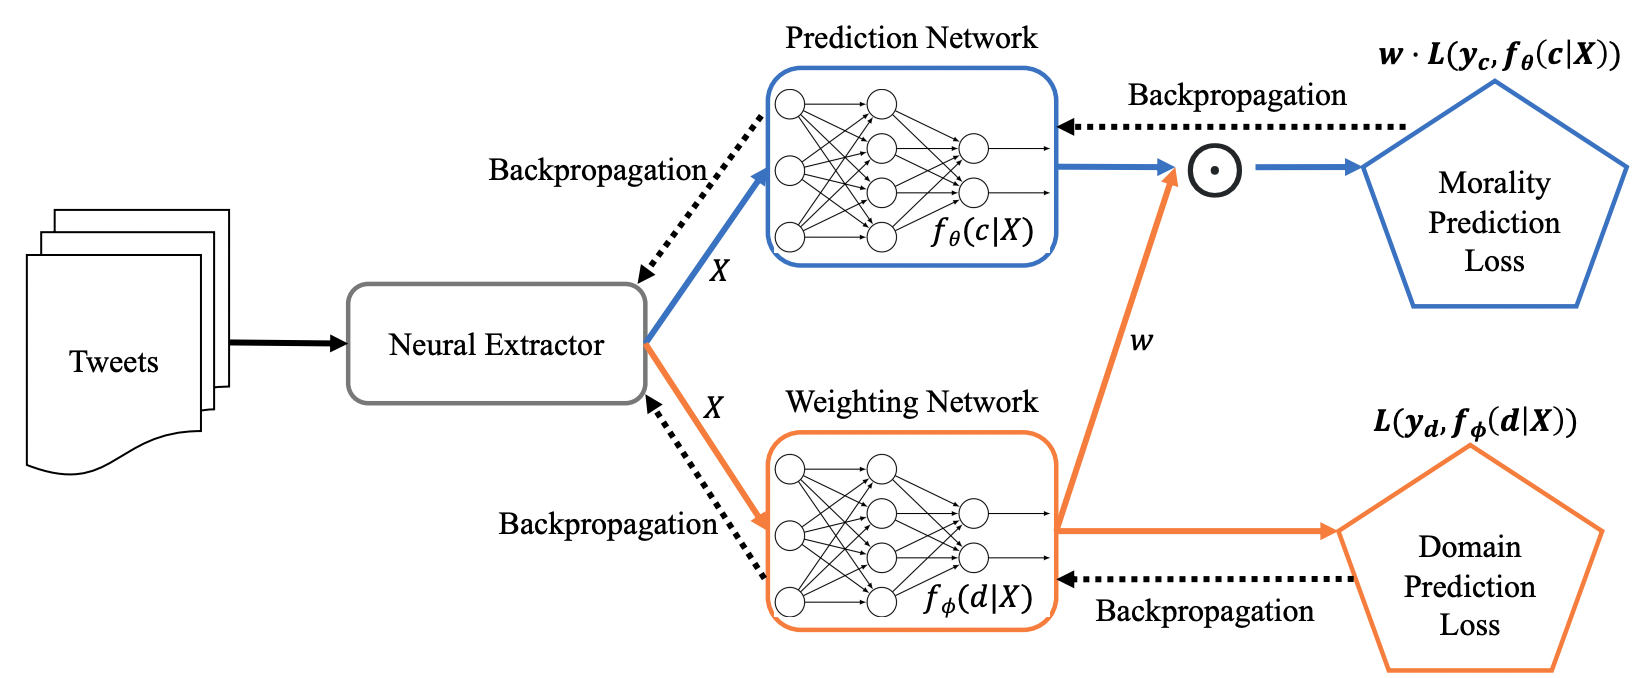 Prediction Network
w · L(y_c, f_θ(c|X))
Backpropagation
Backpropagation
f_θ(c|X)
Morality
Prediction
Loss
X
Tweets
Neural Extractor
w
X
Weighting Network
L(y_d, f_ϕ(d|X))
Backpropagation
f_ϕ(d|X)
Domain
Prediction
Loss
Backpropagation